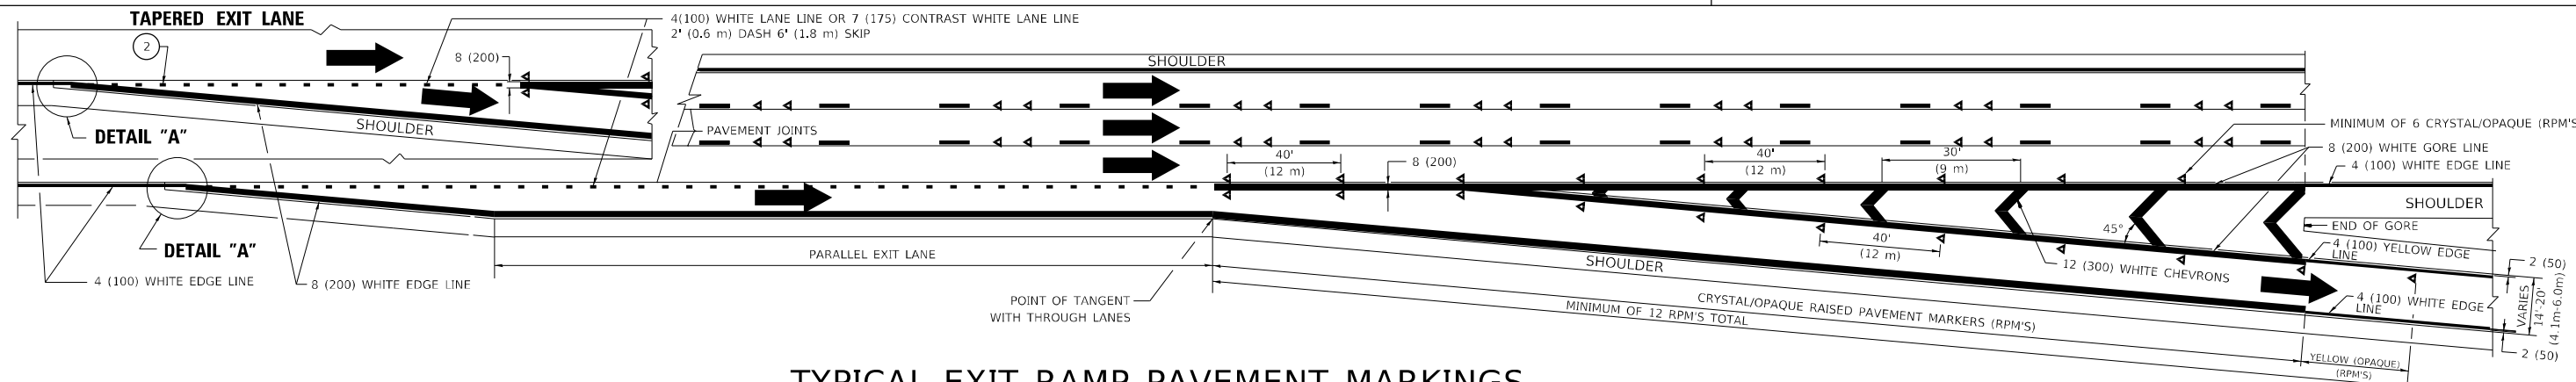 TAPERED EXIT LANE
2
8 (200)
4(100) WHITE LANE LINE OR 7 (175) CONTRAST WHITE LANE LINE
2' (0.6 m) DASH 6' (1.8 m) SKIP
SHOULDER
SHOULDER
DETAIL "A"
PAVEMENT JOINTS
MINIMUM OF 6 CRYSTAL/OPAQUE (RPM'S
8 (200) WHITE GORE LINE
4 (100) WHITE EDGE LINE
40'
(12 m)
8 (200)
40'
(12 m)
30'
(9 m)
SHOULDER
DETAIL "A"
45°
END OF GORE
40'
(12 m)
4 (100) YELLOW EDGE
LINE
PARALLEL EXIT LANE
SHOULDER
12 (300) WHITE CHEVRONS
2 (50)
4 (100) WHITE EDGE LINE
8 (200) WHITE EDGE LINE
POINT OF TANGENT
WITH THROUGH LANES
CRYSTAL/OPAQUE RAISED PAVEMENT MARKERS (RPM'S)
MINIMUM OF 12 RPM'S TOTAL
4 (100) WHITE EDGE
LINE
VARIES
14'-20'
(4.1m-6.0m)
2 (50)
YELLOW (OPAQUE)
(RPM'S)
TYPICAL EXIT RAMP PAVEMENT MARKINGS